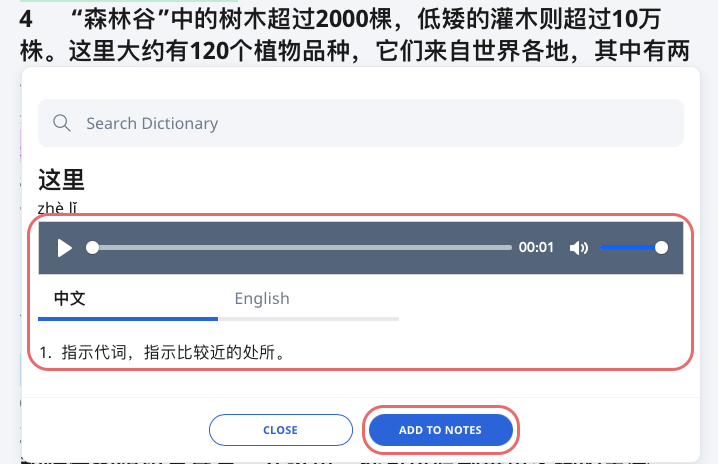 4 “森林谷”中的树木超过2000棵，低矮的灌木则超过10万
株。这里大约有120个植物品种，它们来自世界各地，其中有两
Search Dictionary
这里
zhè lǐ
00:01
中文 English
1. 指示代词，指示比较近的处所。
CLOSE ADD TO NOTES